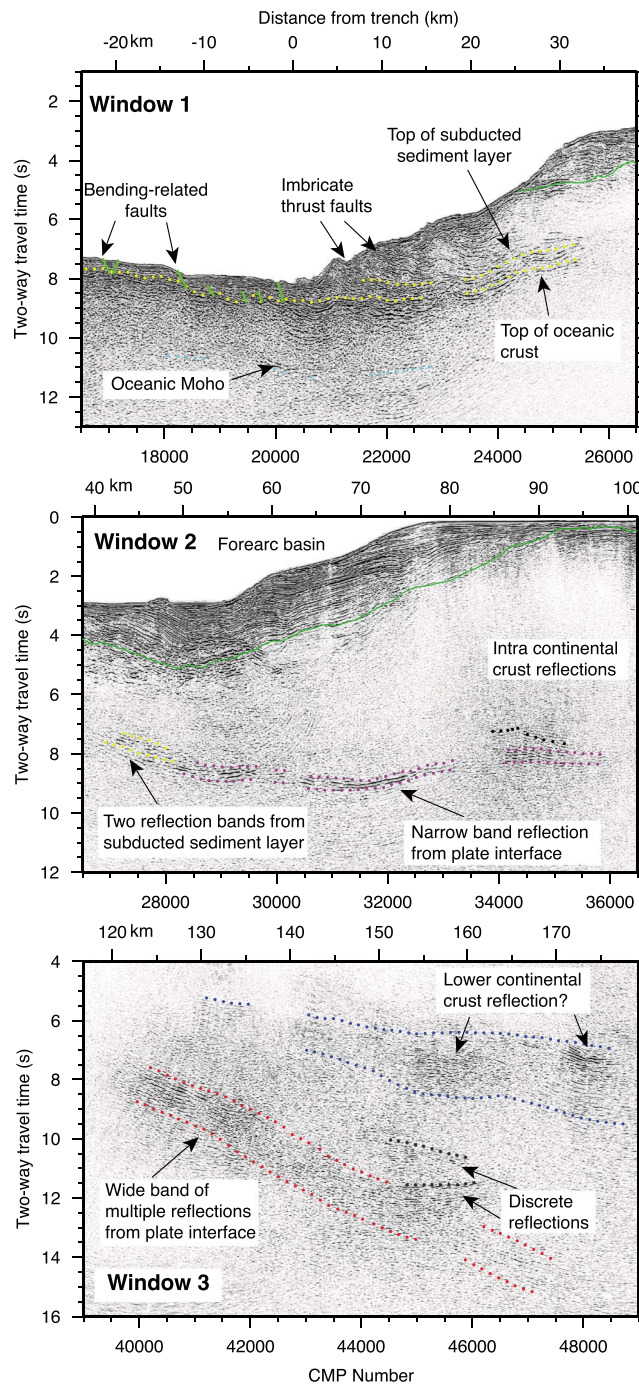 Distance from trench (km)
-20 km -10 0 10 20 30
Window 1
Top of subducted
sediment layer
Bending-related
faults
Imbricate
thrust faults
Top of oceanic
crust
Oceanic Moho
Two-way travel time (s)
2
4
6
8
10
12
18000 20000 22000 24000 26000
40 km 50 60 70 80 90 100
Window 2
Forearc basin
Intra continental
crust reflections
Two reflection bands from
subducted sediment layer
Narrow band reflection
from plate interface
Two-way travel time (s)
0
2
4
6
8
10
12
28000 30000 32000 34000 36000
120 km 130 140 150 160 170
Lower continental
crust reflection?
Wide band of
multiple reflections
from plate interface
Discrete
reflections
Window 3
Two-way travel time (s)
4
6
8
10
12
14
16
40000 42000 44000 46000 48000
CMP Number